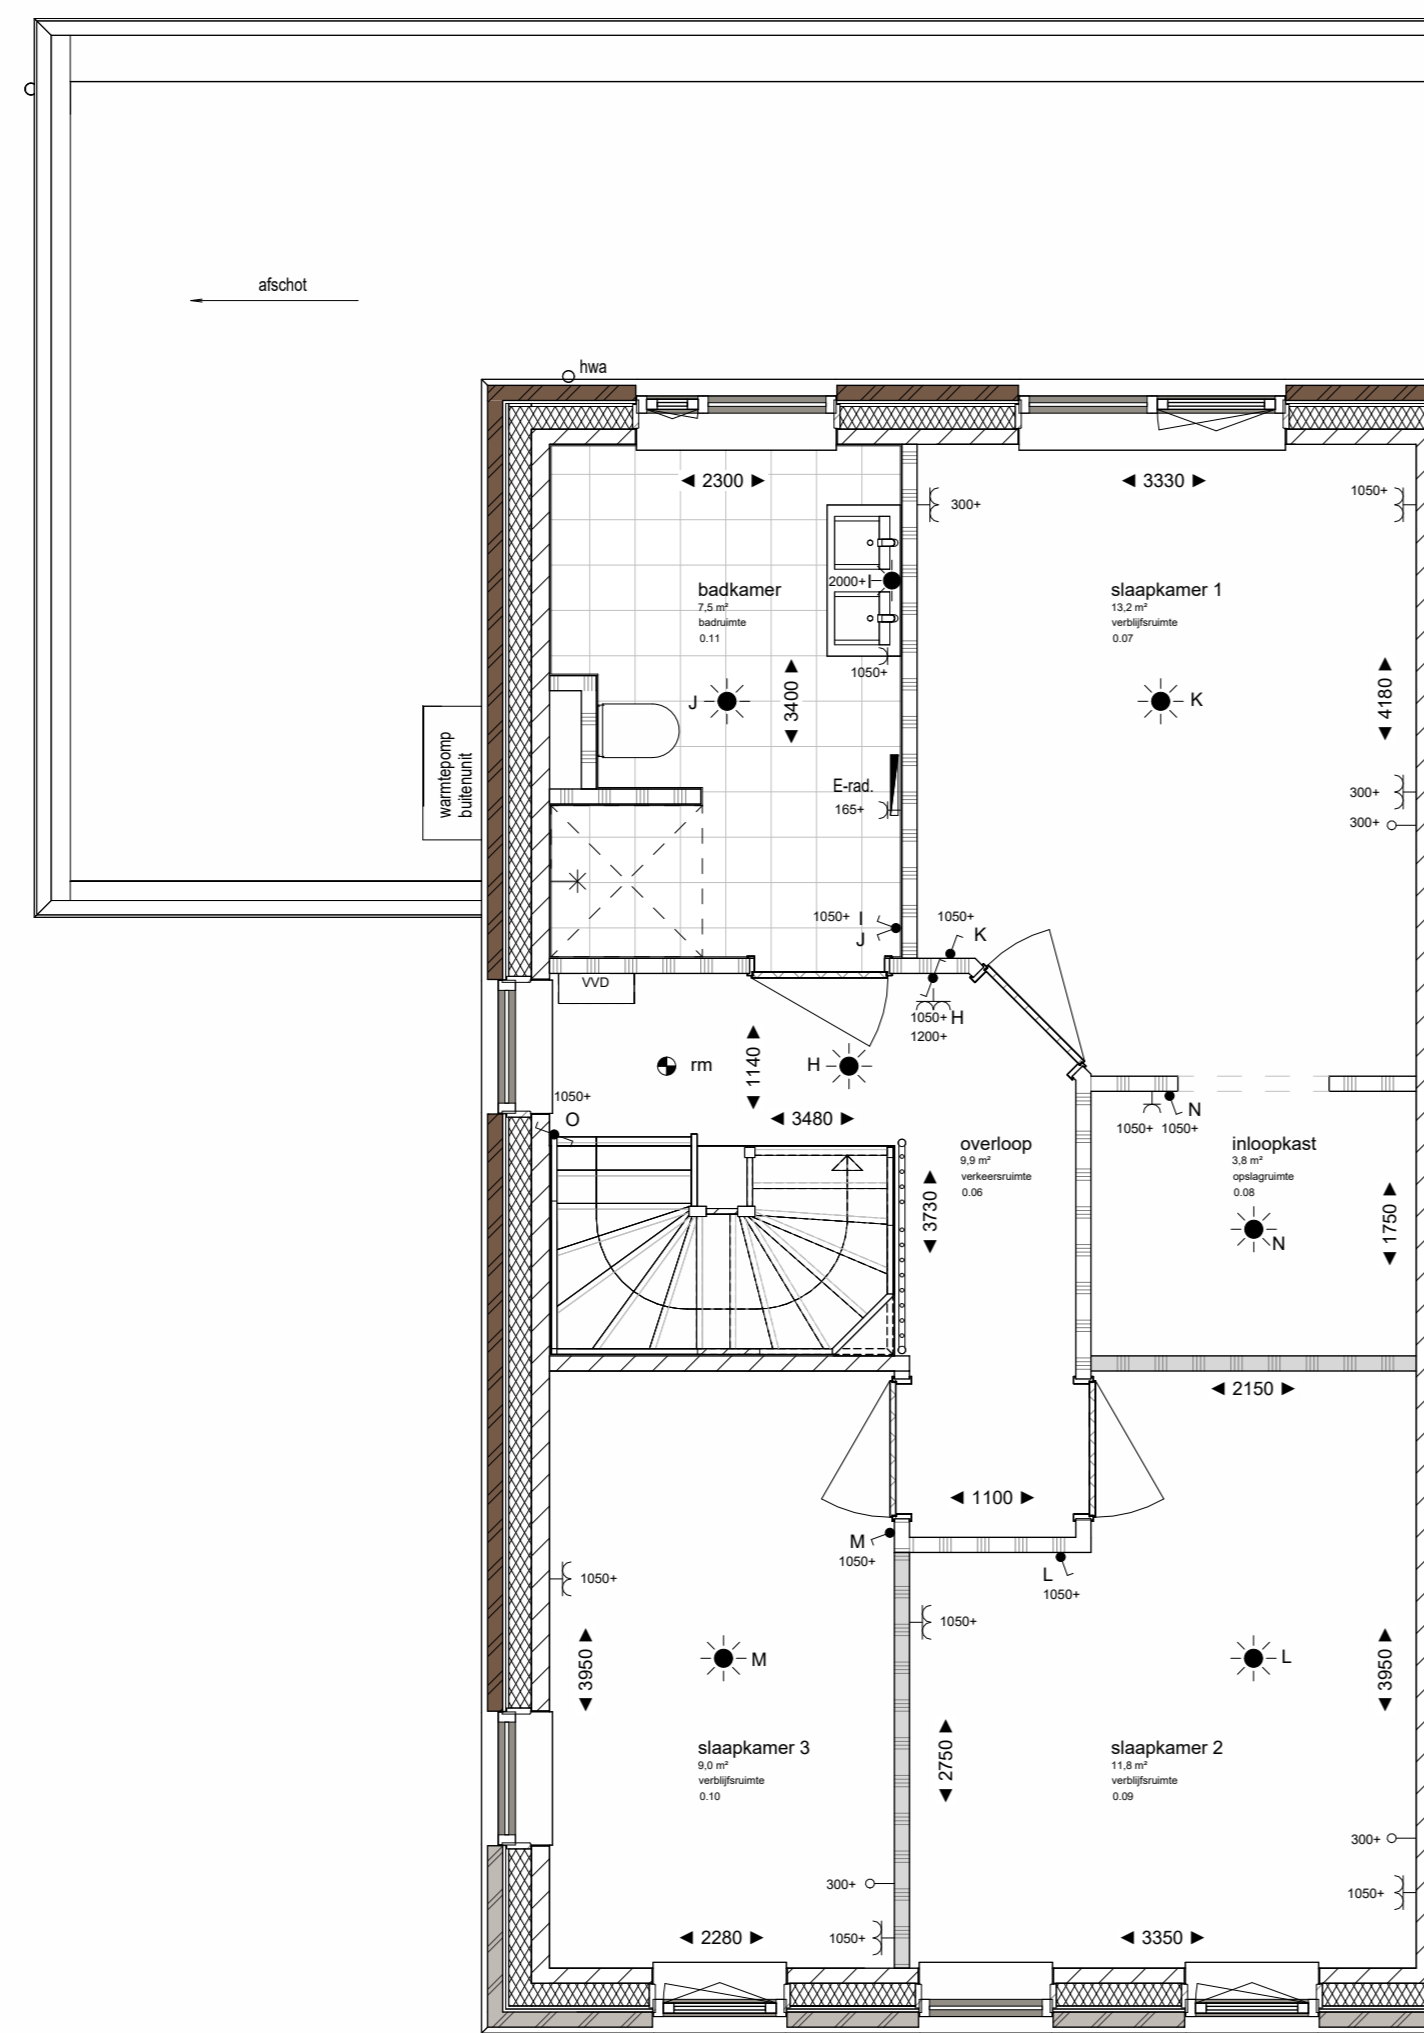 afschot
hwa
◄ 2300 ►
◄ 3330 ►
300+
1050+
2000+ I
badkamer
7,5 m²
badruimte
0.11
slaapkamer 1
13,2 m²
verblijfsruimte
0.07
1050+
J
◄ 3400 ►
K
◄ 4180 ►
warmtepomp
buitenunit
E-rad.
165+
300+
300+
1050+ I
J
1050+
K
VVD
1050+ H
1200+
rm
◄ 1140 ►
H
1050+
O
◄ 3480 ►
N
1050+ 1050+
overloop
9,9 m²
verkeersruimte
0.06
inloopkast
3,8 m²
opslagruimte
0.08
◄ 3730 ►
◄ 1750 ►
N
◄ 2150 ►
◄ 1100 ►
M
1050+
L
1050+
1050+
1050+
◄ 3950 ►
M
L
◄ 3950 ►
slaapkamer 3
9,0 m²
verblijfsruimte
0.10
◄ 2750 ►
slaapkamer 2
11,8 m²
verblijfsruimte
0.09
300+
300+
1050+
1050+
◄ 2280 ►
◄ 3350 ►